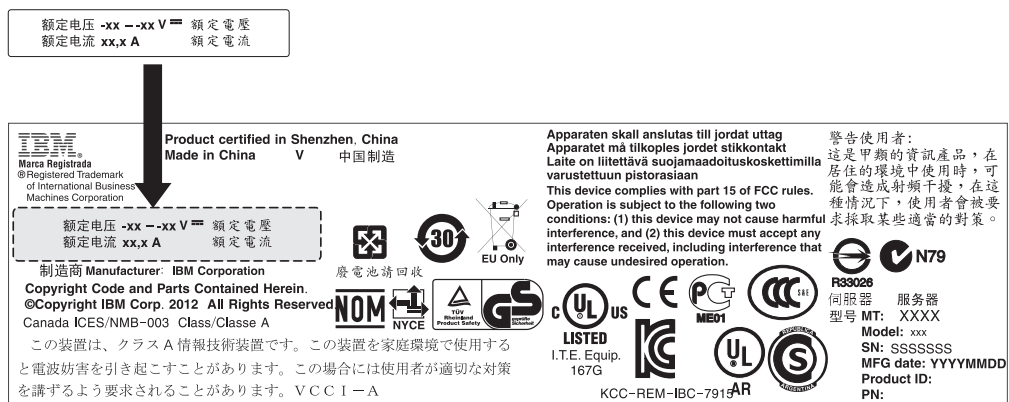 额定电压 -xx – -xx V 額定電壓
额定电流 xx,x A 額定電流
IBM
Marca Registrada
® Registered Trademark
of International Business
Machines Corporation
Product certified in Shenzhen, China
Made in China V 中国制造
额定电压 -xx – -xx V 額定電壓
额定电流 xx,x A 額定電流
制造商 Manufacturer: IBM Corporation
Copyright Code and Parts Contained Herein.
©Copyright IBM Corp. 2012 All Rights Reserved
Canada ICES/NMB-003 Class/Classe A
この装置は、クラスA情報技術装置です。この装置を家庭環境で使用する
と電波妨害を引き起こすことがあります。この場合には使用者が適切な対策
を講ずるよう要求されることがあります。VCCI-A
廢電池請回收
30
EU Only
NOM
NYCE
TÜV
Rheinland
Product Safety
GS
geprüfte
Sicherheit
Apparaten skall anslutas till jordat uttag
Apparatet må tilkoples jordet stikkontakt
Laite on liitettävä suojamaadoituskoskettimilla
varustettuun pistorasiaan
This device complies with part 15 of FCC rules.
Operation is subject to the following two
conditions: (1) this device may not cause harmful
interference, and (2) this device must accept any
interference received, including interference that
may cause undesired operation.
C UL US
LISTED
I.T.E. Equip.
167G
CE
PCT
ME01
CCC S&E
KCC-REM-IBC-7915
UL
AR
REPUBLICA
S
ARGENTINA
警告使用者:
這是甲類的資訊產品,在
居住的環境中使用時,可
能會造成射頻干擾,在這
種情況下,使用者會被要
求採取某些適當的對策。
R33026
N79
伺服器 服务器
型号 MT: XXXX
Model: xxx
SN: SSSSSSS
MFG date: YYYYMMDD
Product ID:
PN: